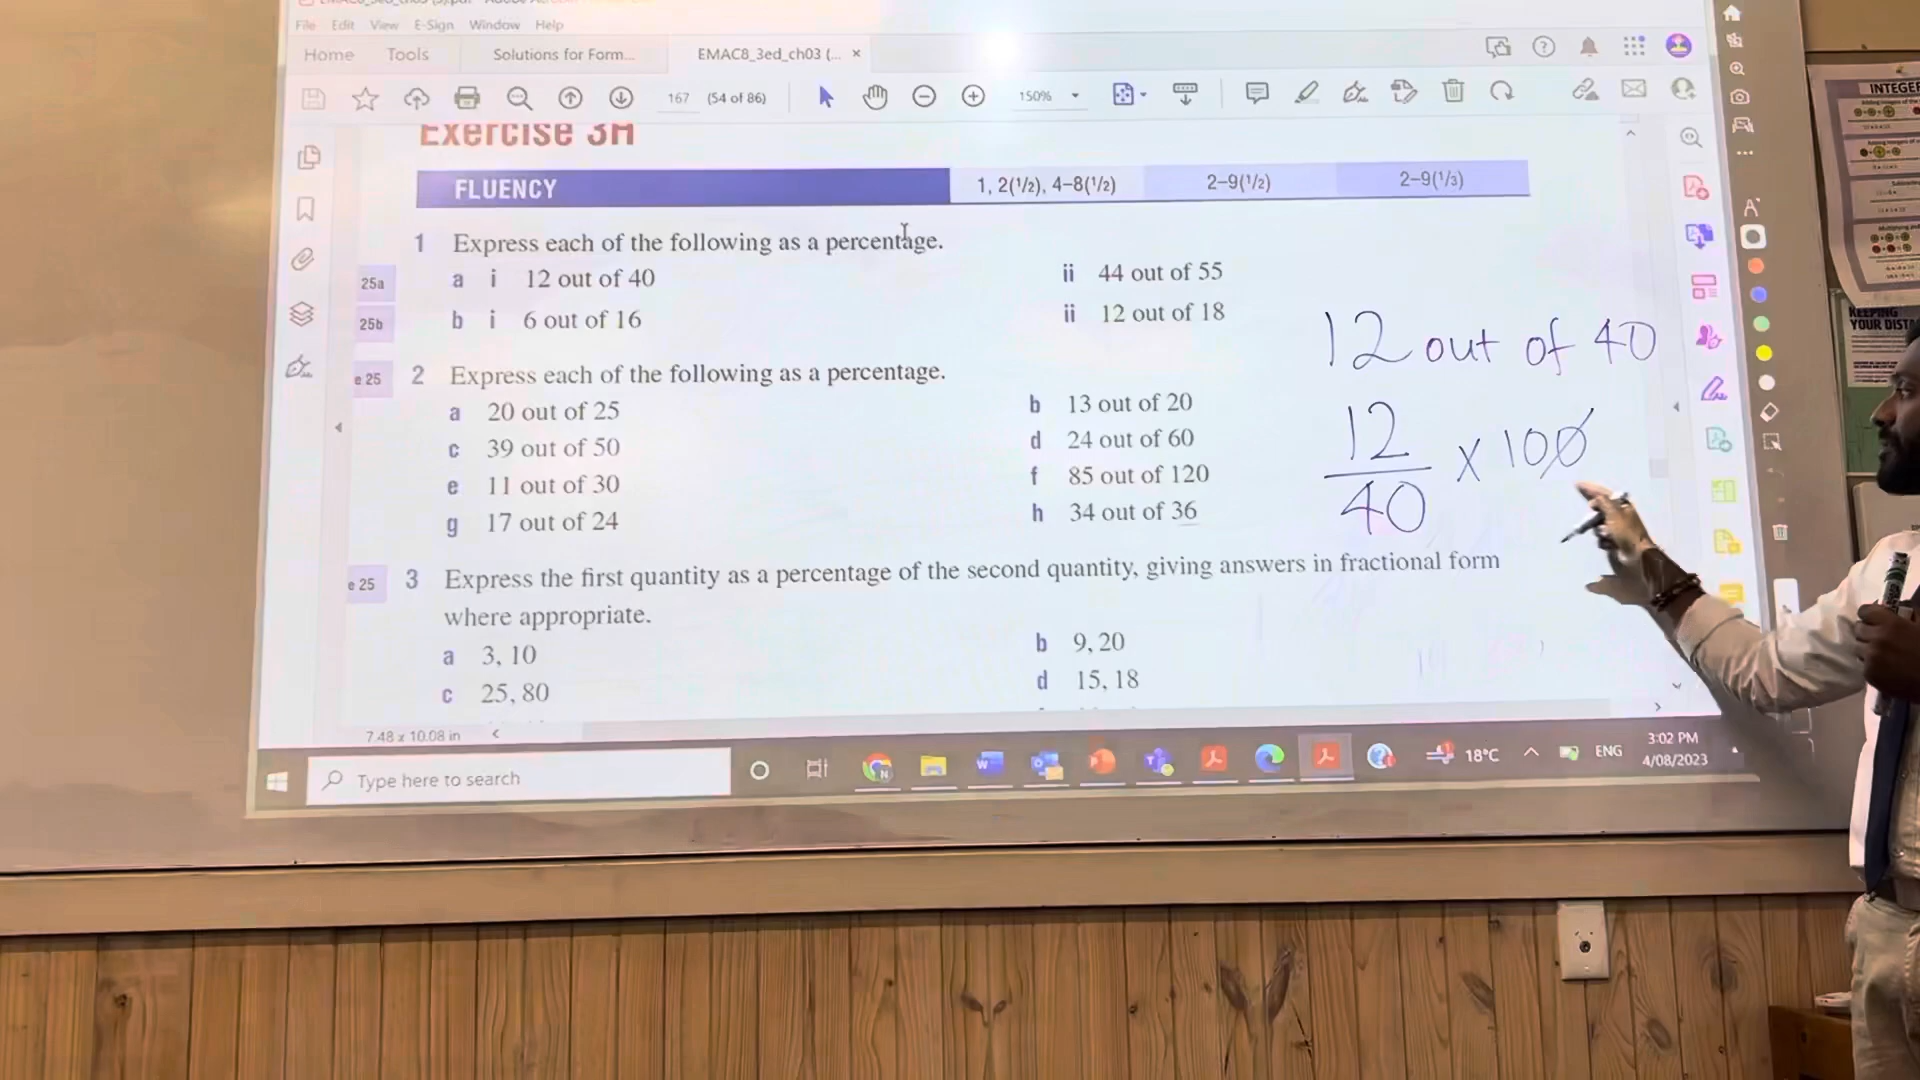 File Edit View E-Sign Window Help
Home Tools Solutions for Form... EMAC8_3ed_ch03 (... ×
167 (54 of 86) 150%
Exercise 3H
FLUENCY 1, 2(1/2), 4–8(1/2) 2–9(1/2) 2–9(1/3)
1 Express each of the following as a percentage.
25a a i 12 out of 40 ii 44 out of 55
25b b i 6 out of 16 ii 12 out of 18
e 25 2 Express each of the following as a percentage.
a 20 out of 25 b 13 out of 20
c 39 out of 50 d 24 out of 60
e 11 out of 30 f 85 out of 120
g 17 out of 24 h 34 out of 36
e 25 3 Express the first quantity as a percentage of the second quantity, giving answers in fractional form
where appropriate.
a 3, 10 b 9, 20
c 25, 80 d 15, 18
12 out of 40
12
40
× 100
7.48 x 10.08 in
Type here to search
18°C ENG 3:02 PM
4/08/2023
INTEGER
KEEPING
YOUR DIST